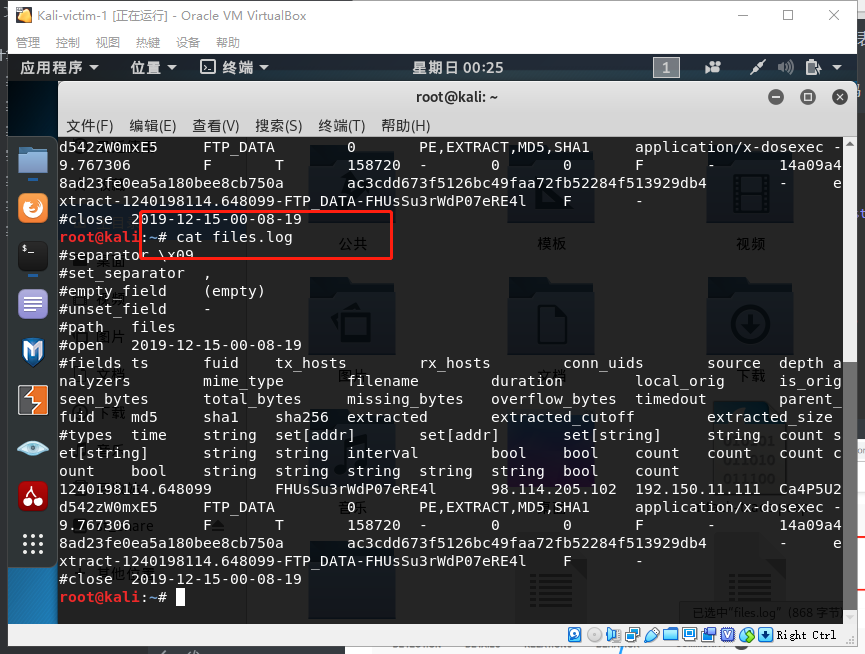 Kali-victim-1 [正在运行] - Oracle VM VirtualBox
管理 控制 视图 热键 设备 帮助
应用程序 位置 终端 星期日 00:25 1
root@kali: ~
文件(F) 编辑(E) 查看(V) 搜索(S) 终端(T) 帮助(H)
d542zW0mxE5 FTP_DATA 0 PE,EXTRACT,MD5,SHA1 application/x-dosexec -
9.767306 F T 158720 - 0 0 F - 14a09a4
8ad23fe0ea5a180bee8cb750a ac3cdd673f5126bc49faa72fb52284f513929db4 - e
xtract-1240198114.648099-FTP_DATA-FHUsSu3rWdP07eRE4l F -
#close 2019-12-15-00-08-19
root@kali:~# cat files.log
#separator \x09
#set_separator ,
#empty_field (empty)
#unset_field -
#path files
#open 2019-12-15-00-08-19
#fields ts fuid tx_hosts rx_hosts conn_uids source depth a
nalyzers mime_type filename duration local_orig is_orig
seen_bytes total_bytes missing_bytes overflow_bytes timedout parent_
fuid md5 sha1 sha256 extracted extracted_cutoff extracted_size
#types time string set[addr] set[addr] set[string] string count s
et[string] string string interval bool bool count count count c
ount bool string string string string string bool count
1240198114.648099 FHUsSu3rWdP07eRE4l 98.114.205.102 192.150.11.111 Ca4P5U2
d542zW0mxE5 FTP_DATA 0 PE,EXTRACT,MD5,SHA1 application/x-dosexec -
9.767306 F T 158720 - 0 0 F - 14a09a4
8ad23fe0ea5a180bee8cb750a ac3cdd673f5126bc49faa72fb52284f513929db4 - e
xtract-1240198114.648099-FTP_DATA-FHUsSu3rWdP07eRE4l F -
#close 2019-12-15-00-08-19
root@kali:~#
公共 模板 视频
图片 文档 下载
音乐
已选中“files.log” (868 字节)
Right Ctrl